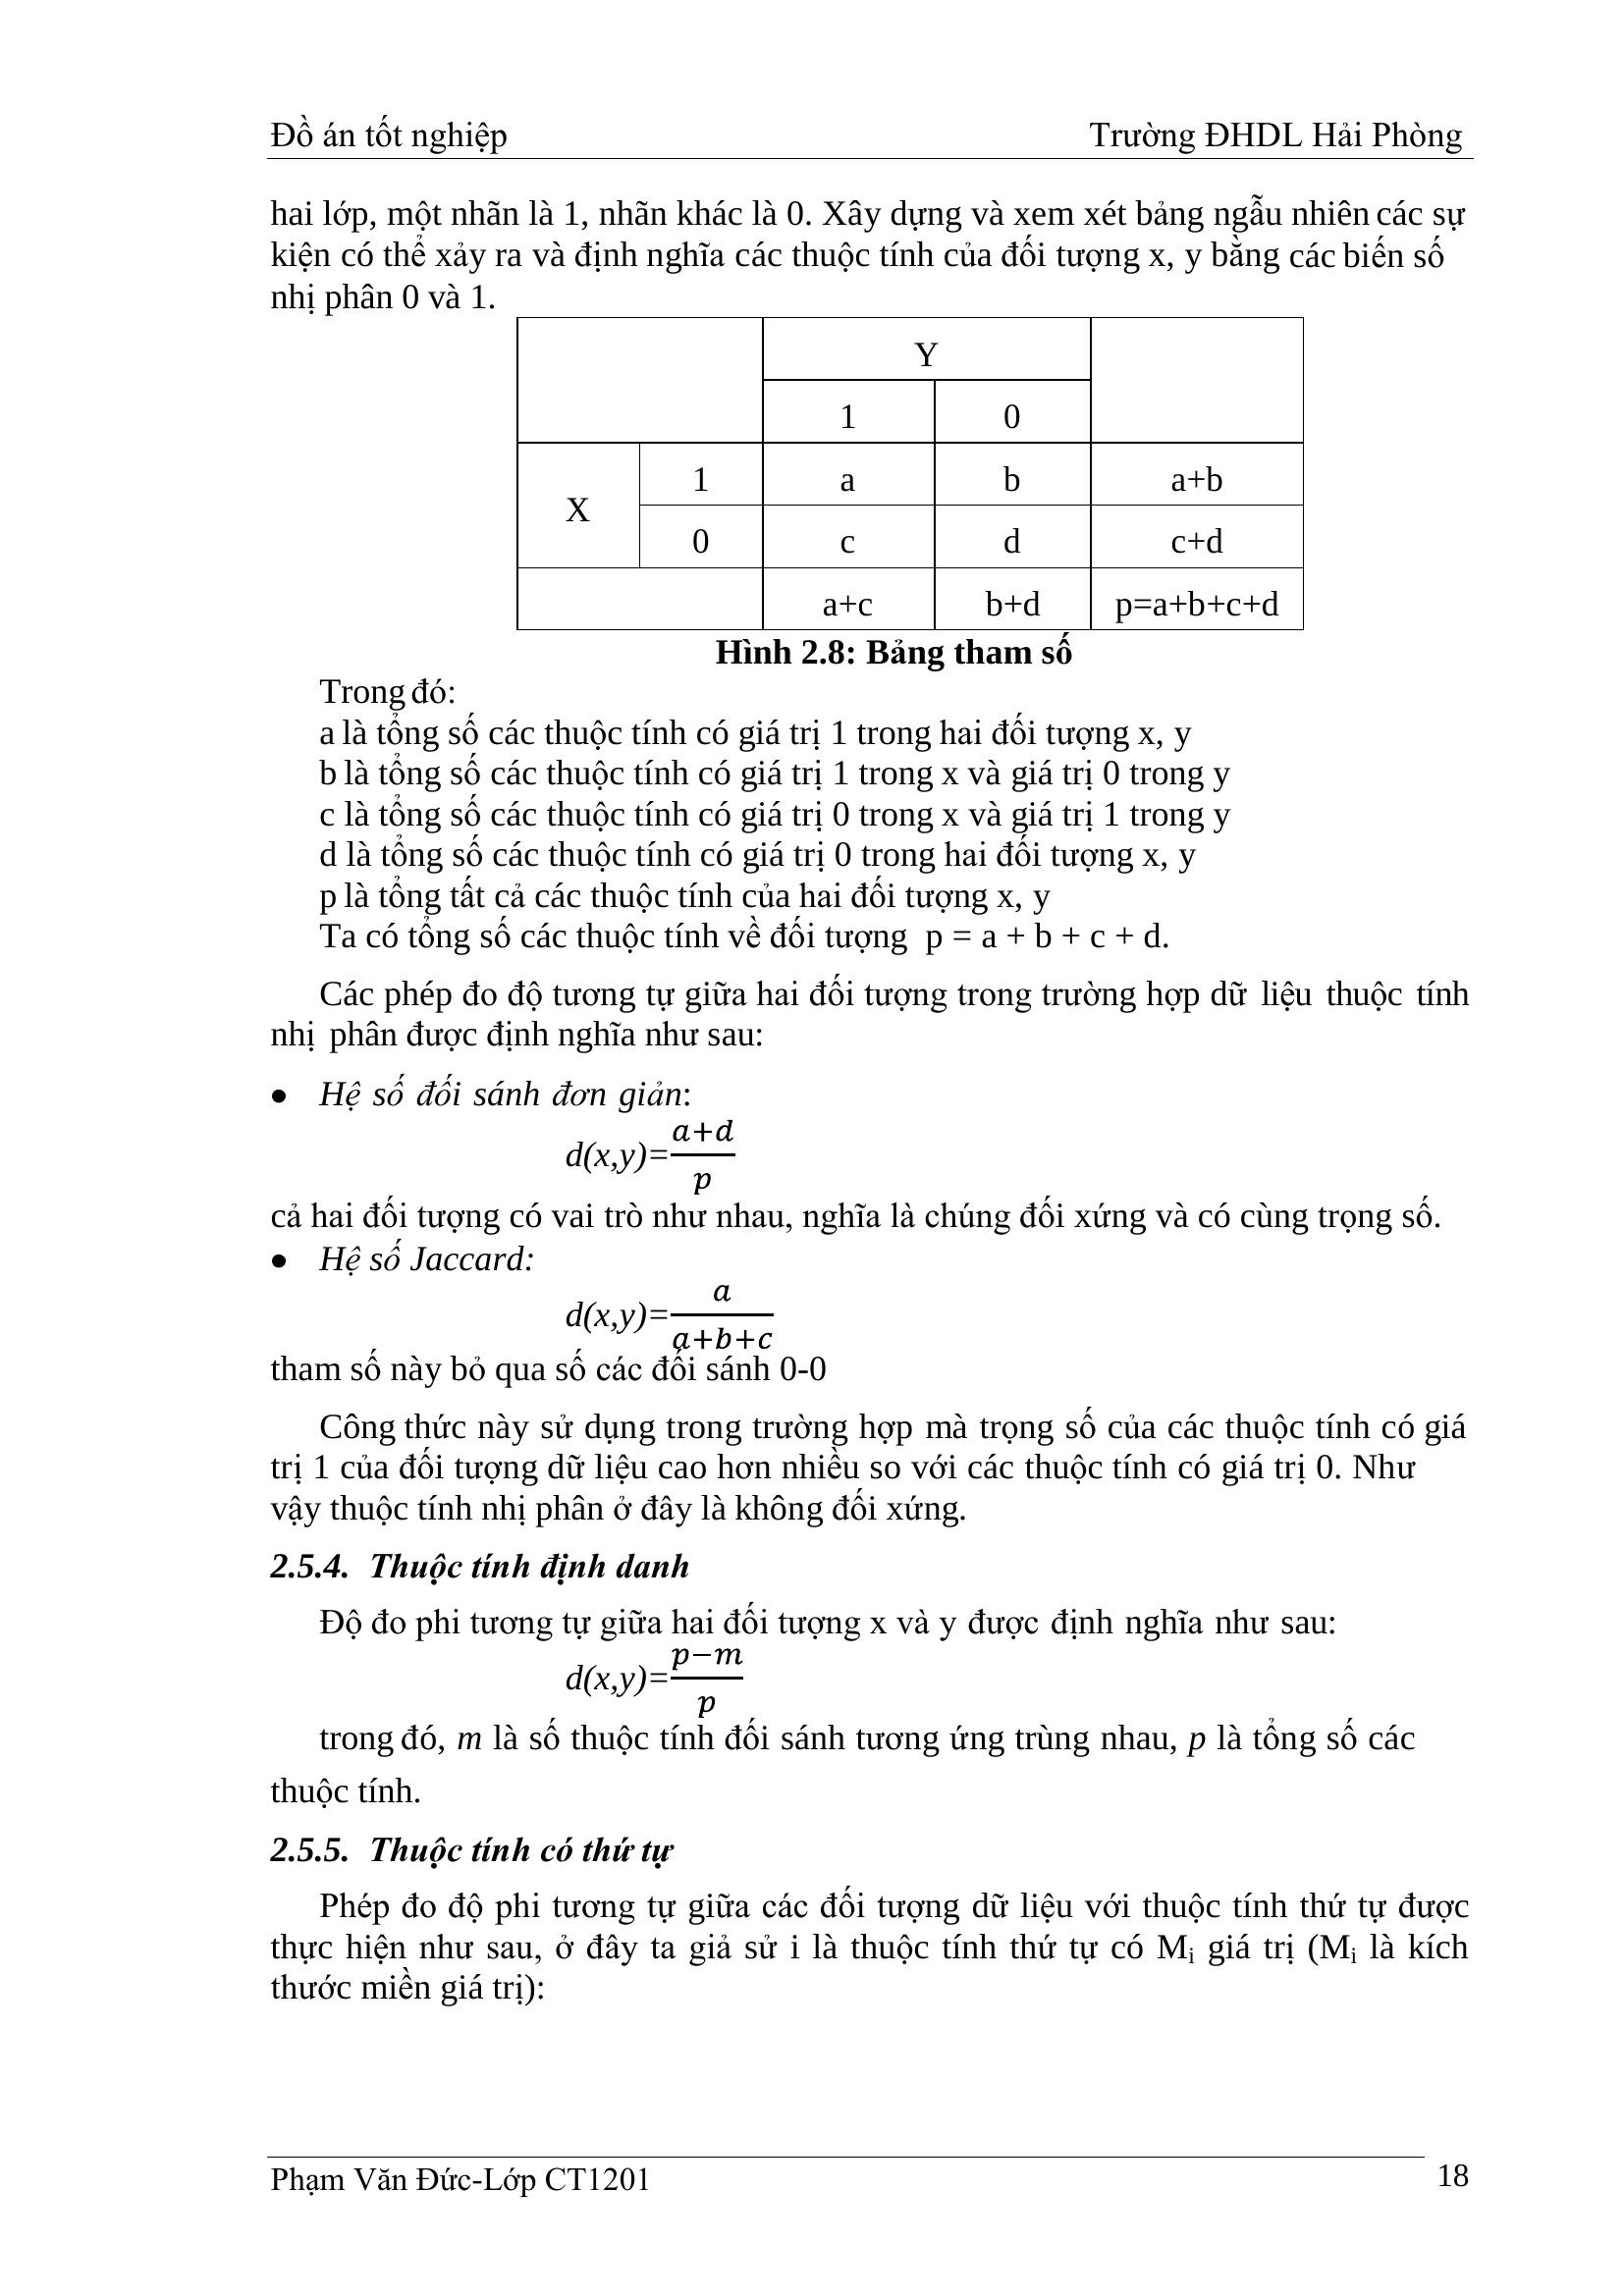 Đồ án tốt nghiệp Trường ĐHDL Hải Phòng
hai lớp, một nhãn là 1, nhãn khác là 0. Xây dựng và xem xét bảng ngẫu nhiên các sự
kiện có thể xảy ra và định nghĩa các thuộc tính của đối tượng x, y bằng các biến số
nhị phân 0 và 1.
Y
1 0
X 1 a b a+b
0 c d c+d
a+c b+d p=a+b+c+d
Hình 2.8: Bảng tham số
Trong đó:
a là tổng số các thuộc tính có giá trị 1 trong hai đối tượng x, y
b là tổng số các thuộc tính có giá trị 1 trong x và giá trị 0 trong y
c là tổng số các thuộc tính có giá trị 0 trong x và giá trị 1 trong y
d là tổng số các thuộc tính có giá trị 0 trong hai đối tượng x, y
p là tổng tất cả các thuộc tính của hai đối tượng x, y
Ta có tổng số các thuộc tính về đối tượng p = a + b + c + d.
Các phép đo độ tương tự giữa hai đối tượng trong trường hợp dữ liệu thuộc tính
nhị phân được định nghĩa như sau:
• Hệ số đối sánh đơn giản:
d(x,y)=\frac{a+d}{p}
cả hai đối tượng có vai trò như nhau, nghĩa là chúng đối xứng và có cùng trọng số.
• Hệ số Jaccard:
d(x,y)=\frac{a}{a+b+c}
tham số này bỏ qua số các đối sánh 0-0
Công thức này sử dụng trong trường hợp mà trọng số của các thuộc tính có giá
trị 1 của đối tượng dữ liệu cao hơn nhiều so với các thuộc tính có giá trị 0. Như
vậy thuộc tính nhị phân ở đây là không đối xứng.
2.5.4. Thuộc tính định danh
Độ đo phi tương tự giữa hai đối tượng x và y được định nghĩa như sau:
d(x,y)=\frac{p-m}{p}
trong đó, m là số thuộc tính đối sánh tương ứng trùng nhau, p là tổng số các
thuộc tính.
2.5.5. Thuộc tính có thứ tự
Phép đo độ phi tương tự giữa các đối tượng dữ liệu với thuộc tính thứ tự được
thực hiện như sau, ở đây ta giả sử i là thuộc tính thứ tự có Mi giá trị (Mi là kích
thước miền giá trị):
Phạm Văn Đức-Lớp CT1201 18